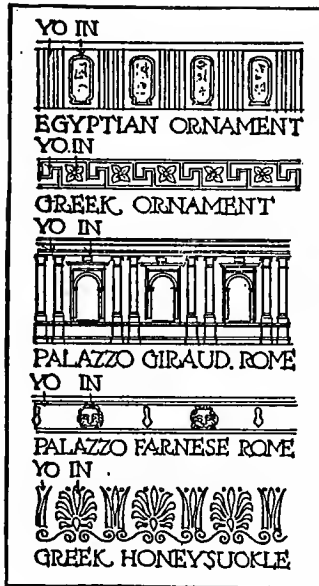 YO IN
EGYPTIAN ORNAMENT
YO.IN
GREEK ORNAMENT
YO IN
PALAZZO GIRAUD. ROME
YO IN
PALAZZO FARNESE ROME
YO IN
GREEK HONEYSUOKLE